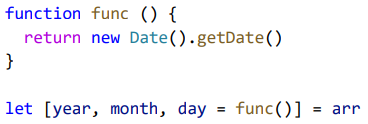 function func () {
  return new Date().getDate()
}

let [year, month, day = func()] = arr